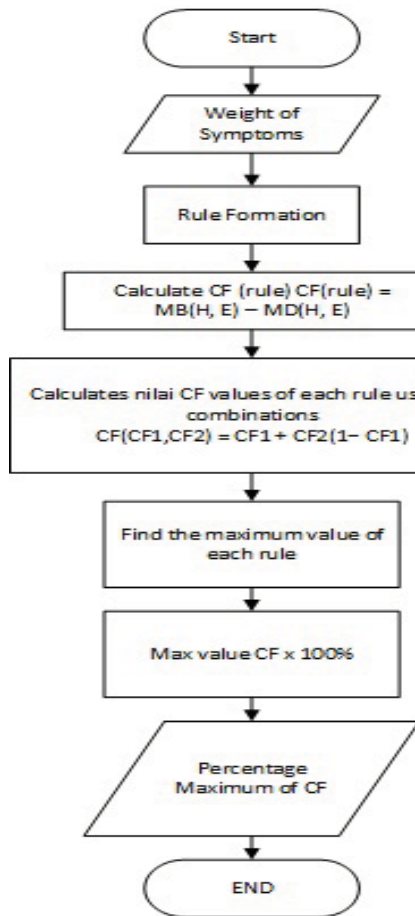 Start
Weight of
Symptoms
Rule Formation
Calculate CF (rule) CF(rule) =
MB(H, E) – MD(H, E)
Calculates nilai CF values of each rule us
combinations
CF(CF1,CF2) = CF1 + CF2(1– CF1)
Find the maximum value of
each rule
Max value CF x 100%
Percentage
Maximum of CF
END